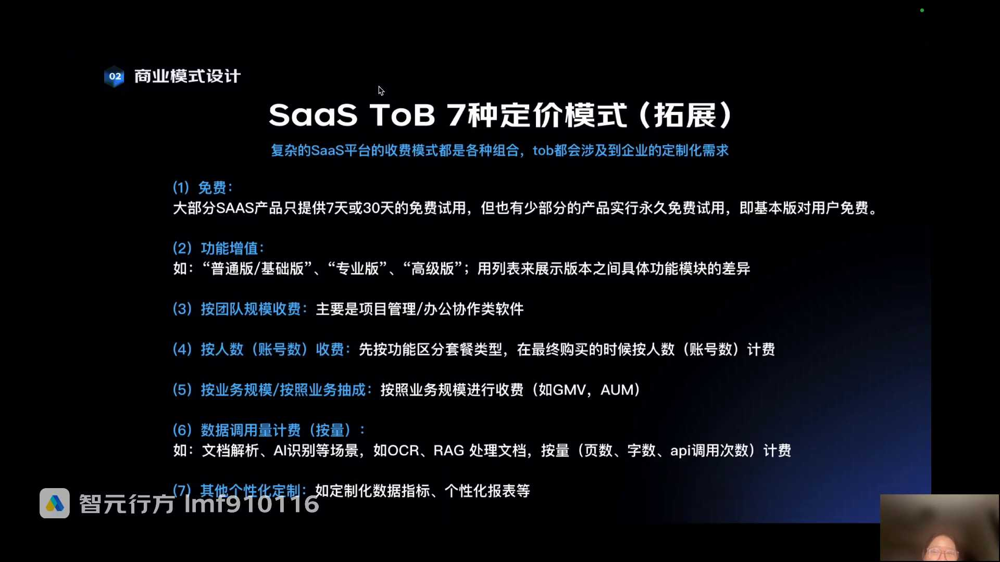 02 商业模式设计
SaaS ToB 7种定价模式（拓展）
复杂的SaaS平台的收费模式都是各种组合，tob都会涉及到企业的定制化需求
(1) 免费：
大部分SAAS产品只提供7天或30天的免费试用，但也有少部分的产品实行永久免费试用，即基本版对用户免费。
(2) 功能增值：
如：“普通版/基础版”、“专业版”、“高级版”；用列表来展示版本之间具体功能模块的差异
(3) 按团队规模收费：主要是项目管理/办公协作类软件
(4) 按人数（账号数）收费：先按功能区分套餐类型，在最终购买的时候按人数（账号数）计费
(5) 按业务规模/按照业务抽成：按照业务规模进行收费（如GMV，AUM）
(6) 数据调用量计费（按量）：
如：文档解析、AI识别等场景，如OCR、RAG 处理文档，按量（页数、字数、api调用次数）计费
(7) 其他个性化定制：如定制化数据指标、个性化报表等
智元行方 lmf910116